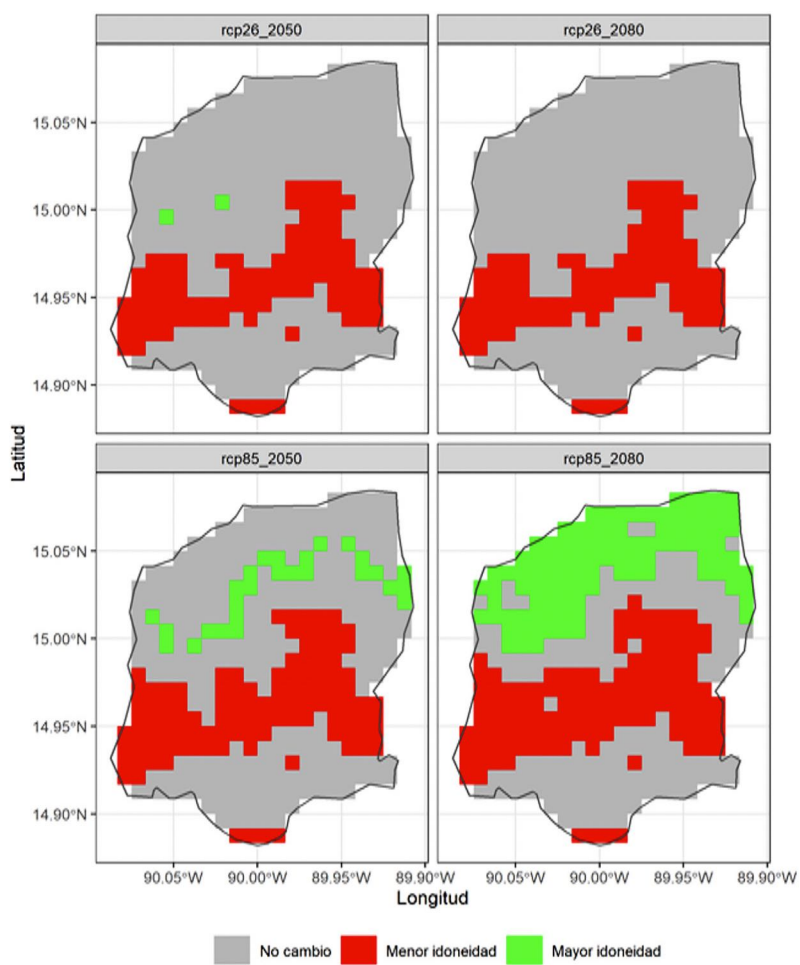 rcp26_2050 rcp26_2080
15.05°N
15.00°N
14.95°N
14.90°N
Latitud
rcp85_2050 rcp85_2080
15.05°N
15.00°N
14.95°N
14.90°N
90.05°W 90.00°W 89.95°W 89.90°W 90.05°W 90.00°W 89.95°W 89.90°W
Longitud
No cambio Menor idoneidad Mayor idoneidad